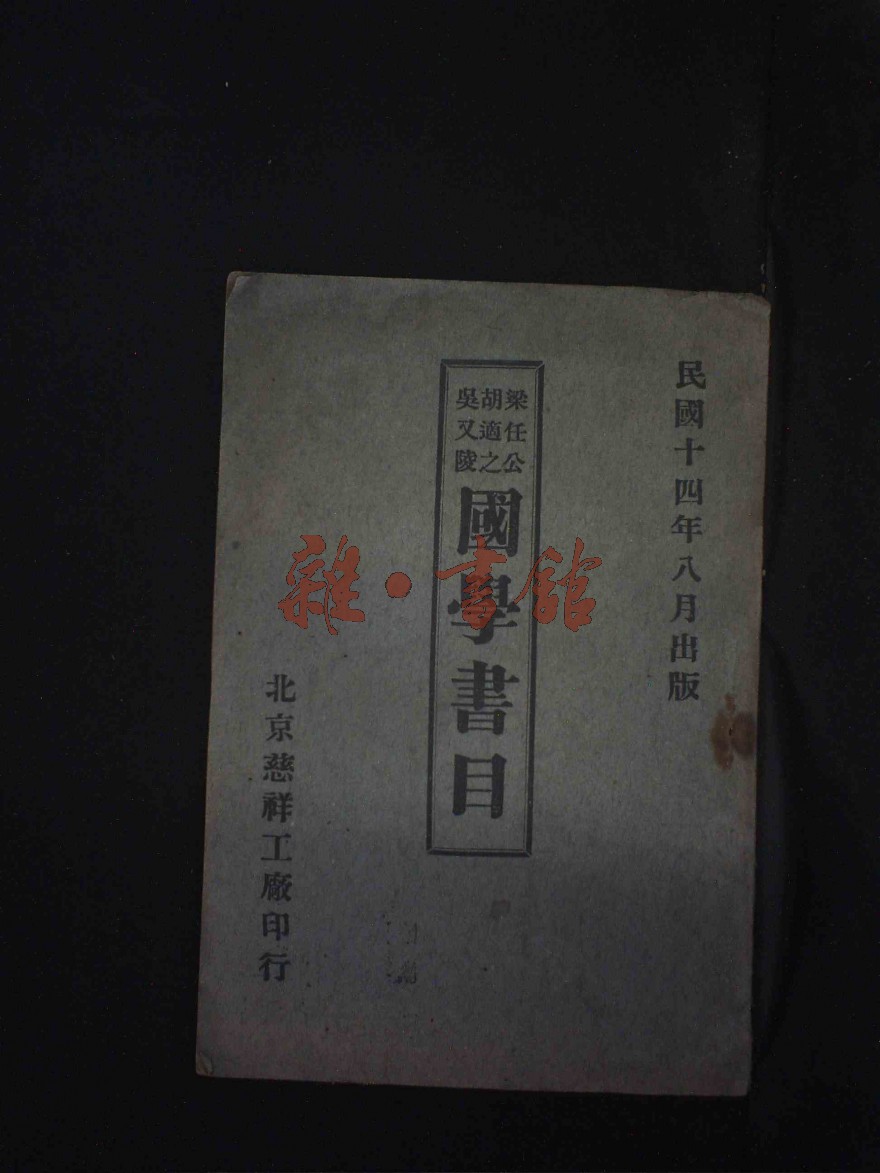 民國十四年八月出版
梁任公
胡適之
吳又陵
國學書目
北京慈祥工廠印行
雜·書館